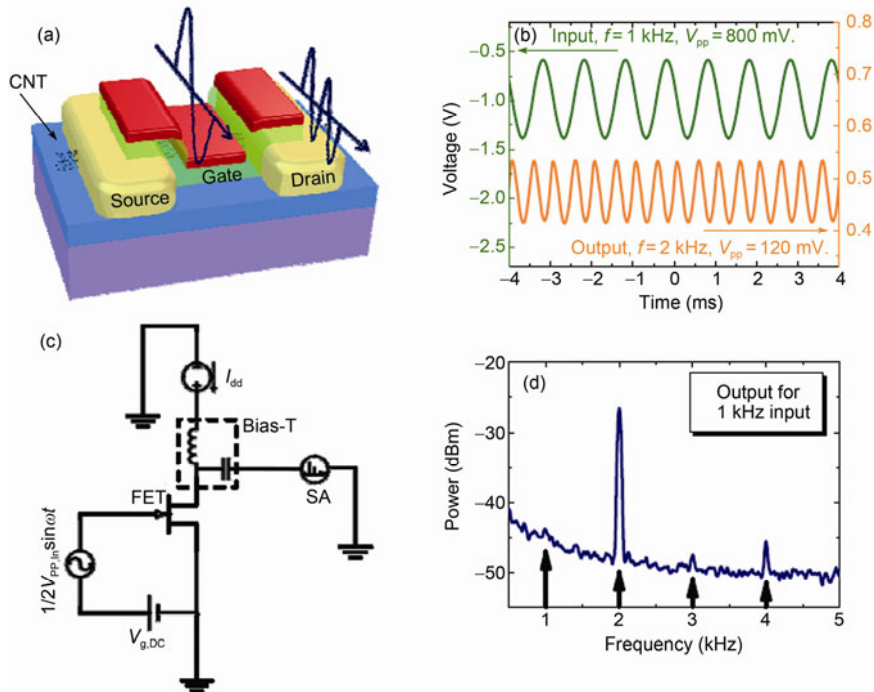 (a)
CNT
Source
Gate
Drain
(b)
Input, f = 1 kHz, Vpp = 800 mV.
Output, f = 2 kHz, Vpp = 120 mV.
Voltage (V)
−0.5
−1.0
−1.5
−2.0
−2.5
0.8
0.7
0.6
0.5
0.4
−4 −3 −2 −1 0 1 2 3 4
Time (ms)
(c)
Idd
Bias-T
FET
SA
1/2VPP,In sinωt
Vg,DC
(d)
Output for
1 kHz input
Power (dBm)
−20
−30
−40
−50
1 2 3 4 5
Frequency (kHz)